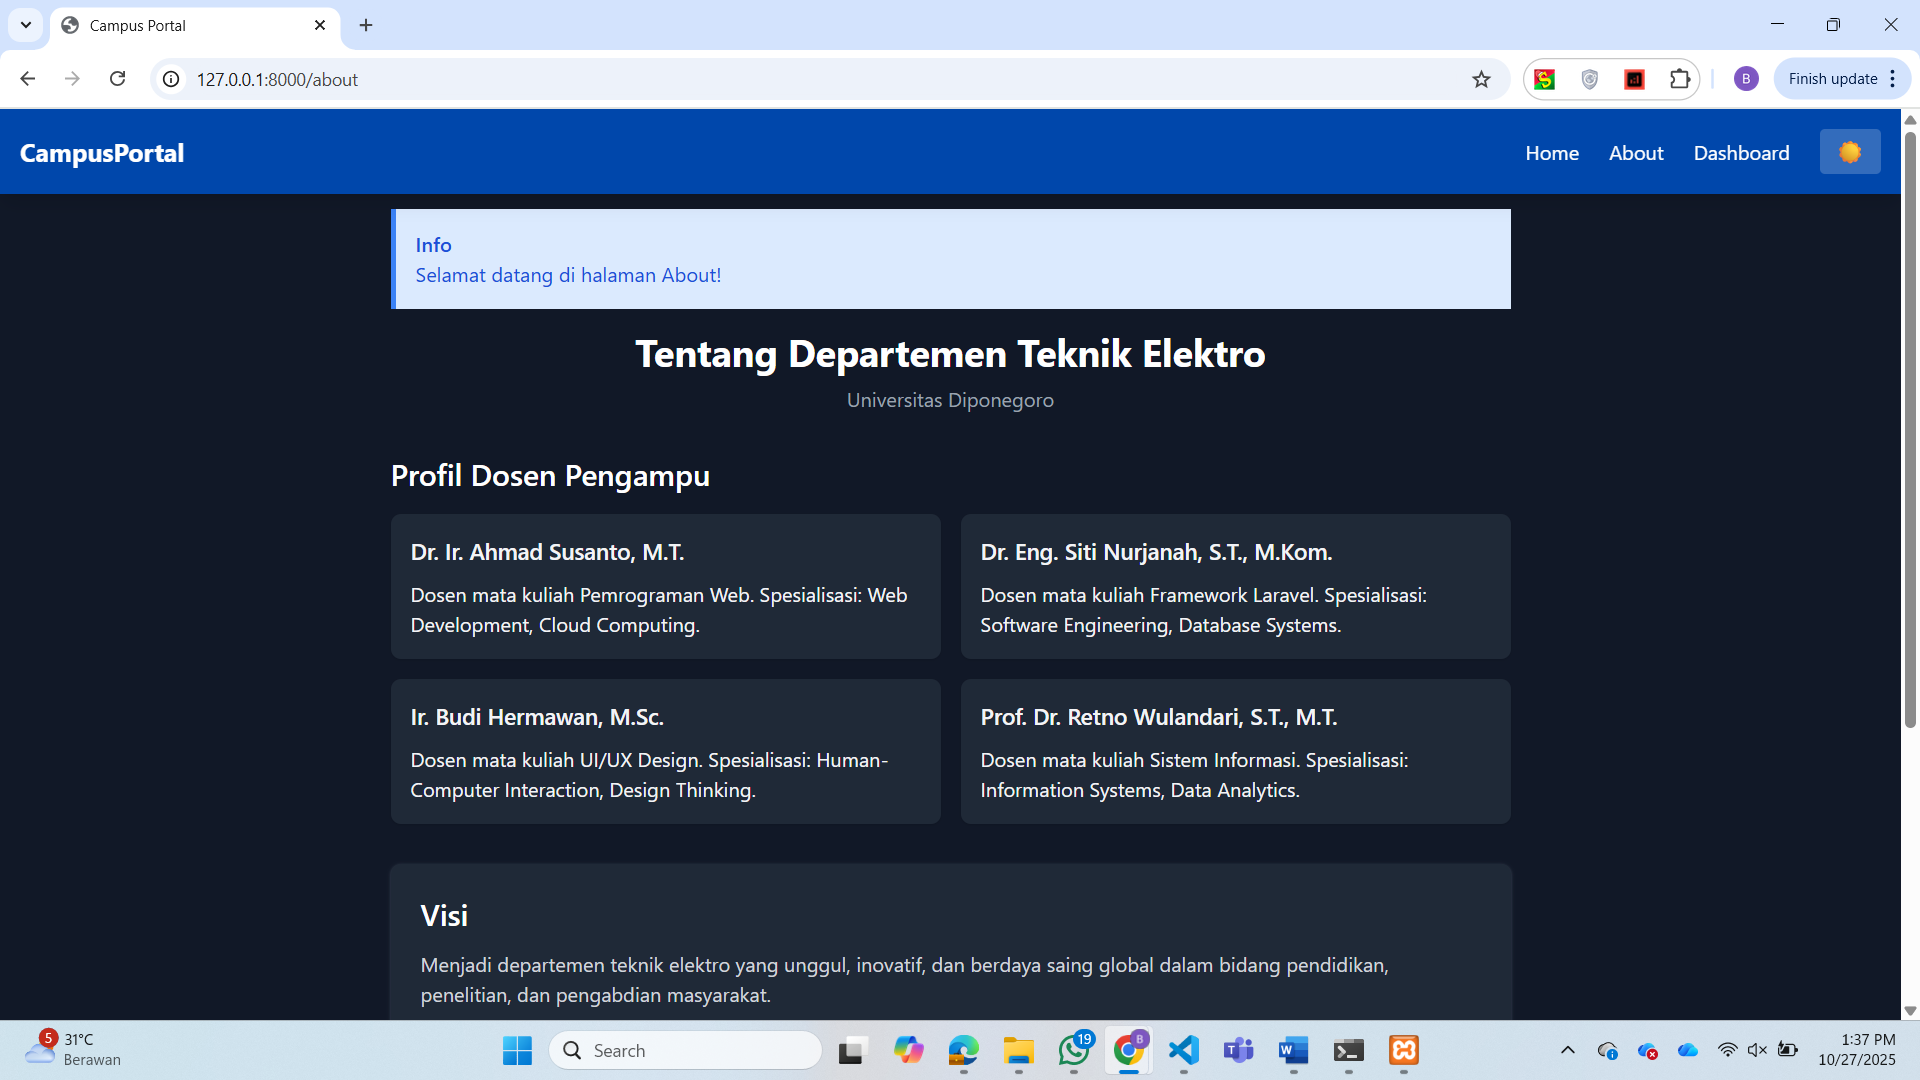 Campus Portal
127.0.0.1:8000/about
B
Finish update
CampusPortal
Home
About
Dashboard
Info
Selamat datang di halaman About!
Tentang Departemen Teknik Elektro
Universitas Diponegoro
Profil Dosen Pengampu
Dr. Ir. Ahmad Susanto, M.T.
Dosen mata kuliah Pemrograman Web. Spesialisasi: Web
Development, Cloud Computing.
Dr. Eng. Siti Nurjanah, S.T., M.Kom.
Dosen mata kuliah Framework Laravel. Spesialisasi:
Software Engineering, Database Systems.
Ir. Budi Hermawan, M.Sc.
Dosen mata kuliah UI/UX Design. Spesialisasi: Human-
Computer Interaction, Design Thinking.
Prof. Dr. Retno Wulandari, S.T., M.T.
Dosen mata kuliah Sistem Informasi. Spesialisasi:
Information Systems, Data Analytics.
Visi
Menjadi departemen teknik elektro yang unggul, inovatif, dan berdaya saing global dalam bidang pendidikan,
penelitian, dan pengabdian masyarakat.
5
31°C
Berawan
Search
19
B
1:37 PM
10/27/2025